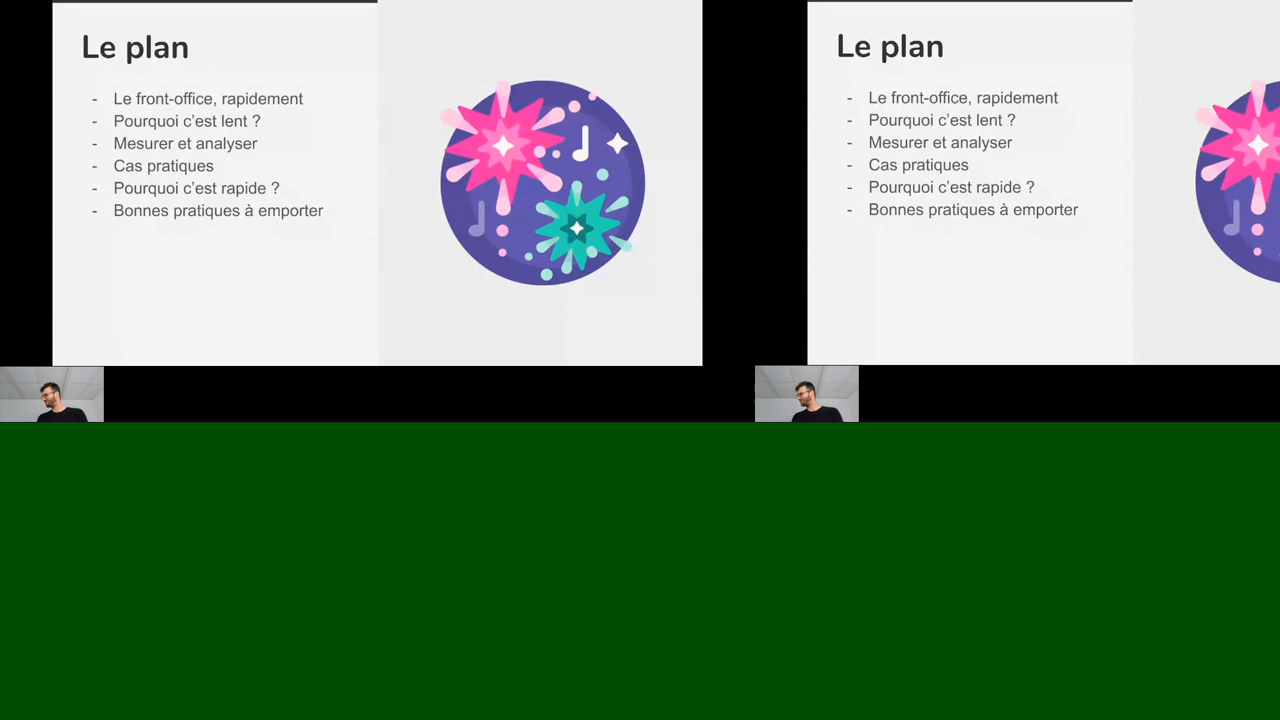 Le plan
- Le front-office, rapidement
- Pourquoi c'est lent ?
- Mesurer et analyser
- Cas pratiques
- Pourquoi c'est rapide ?
- Bonnes pratiques à emporter
Le plan
- Le front-office, rapidement
- Pourquoi c'est lent ?
- Mesurer et analyser
- Cas pratiques
- Pourquoi c'est rapide ?
- Bonnes pratiques à emporter